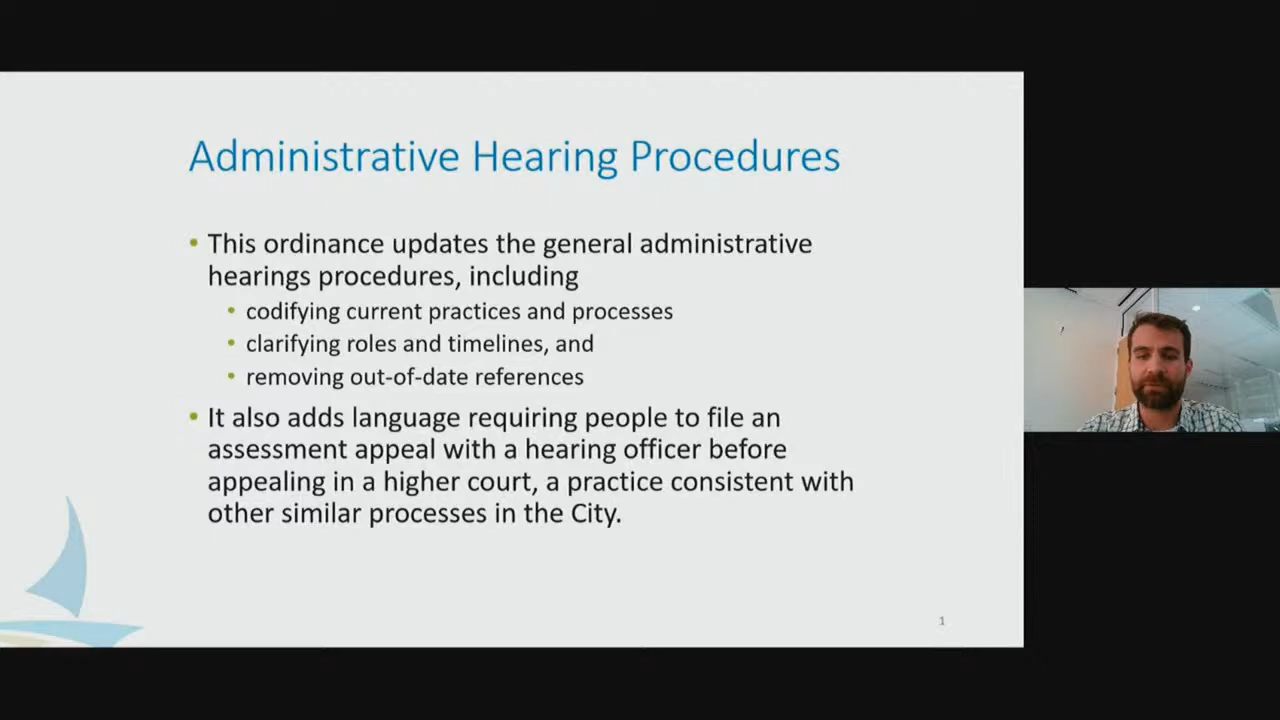 Administrative Hearing Procedures
• This ordinance updates the general administrative
hearings procedures, including
• codifying current practices and processes
• clarifying roles and timelines, and
• removing out-of-date references
• It also adds language requiring people to file an
assessment appeal with a hearing officer before
appealing in a higher court, a practice consistent with
other similar processes in the City.
1